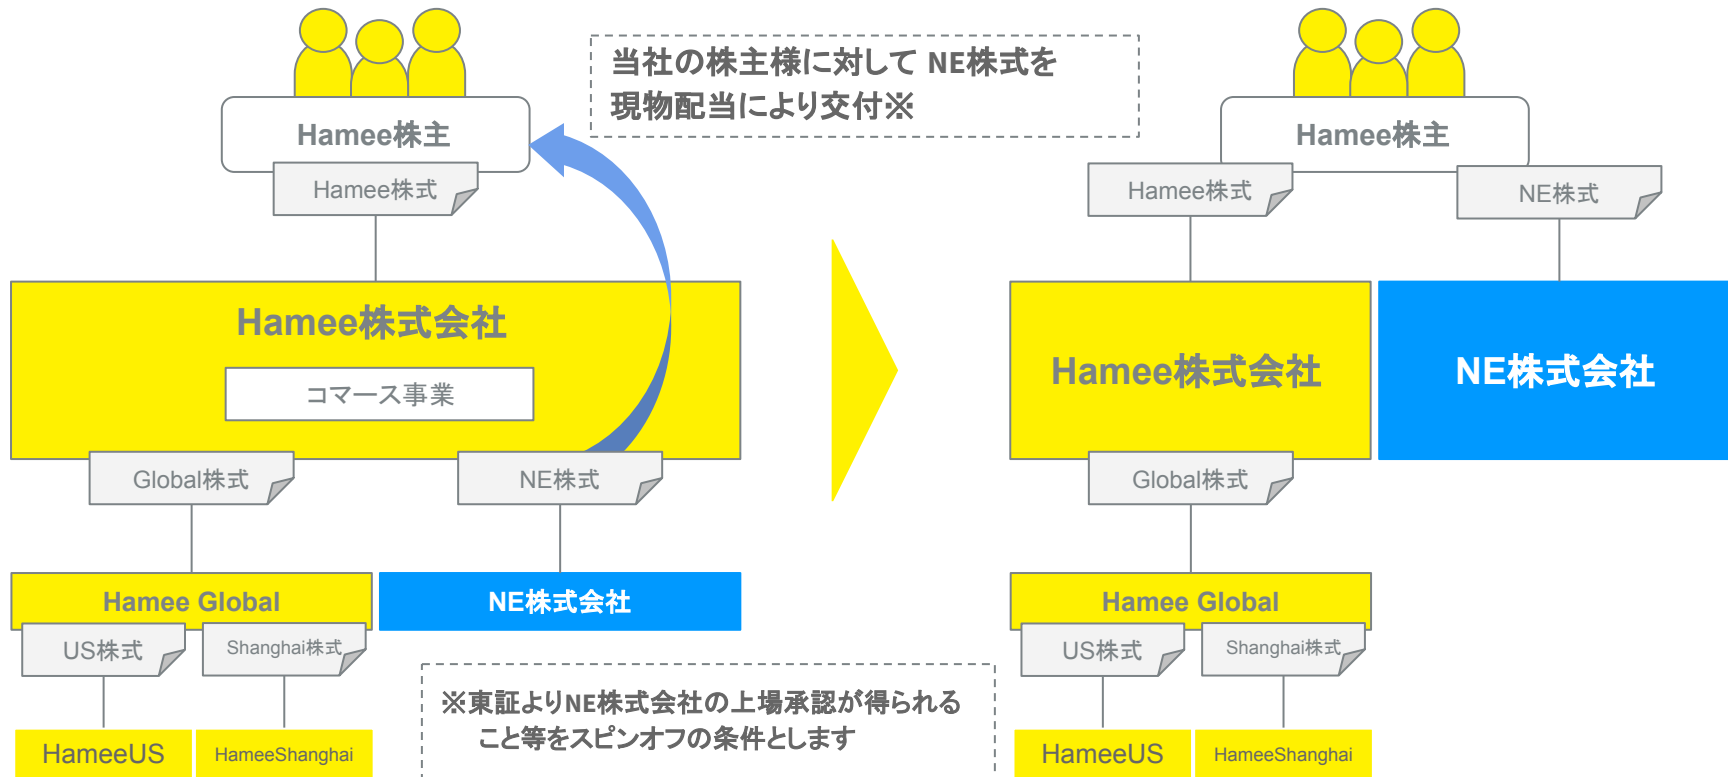 当社の株主様に対して NE株式を
現物配当により交付※
Hamee株主
Hamee株式
Hamee株式会社
コマース事業
Global株式
NE株式
Hamee Global
NE株式会社
US株式
Shanghai株式
HameeUS
HameeShanghai
※東証よりNE株式会社の上場承認が得られる
こと等をスピンオフの条件とします
Hamee株主
Hamee株式
NE株式
Hamee株式会社
NE株式会社
Global株式
Hamee Global
US株式
Shanghai株式
HameeUS
HameeShanghai